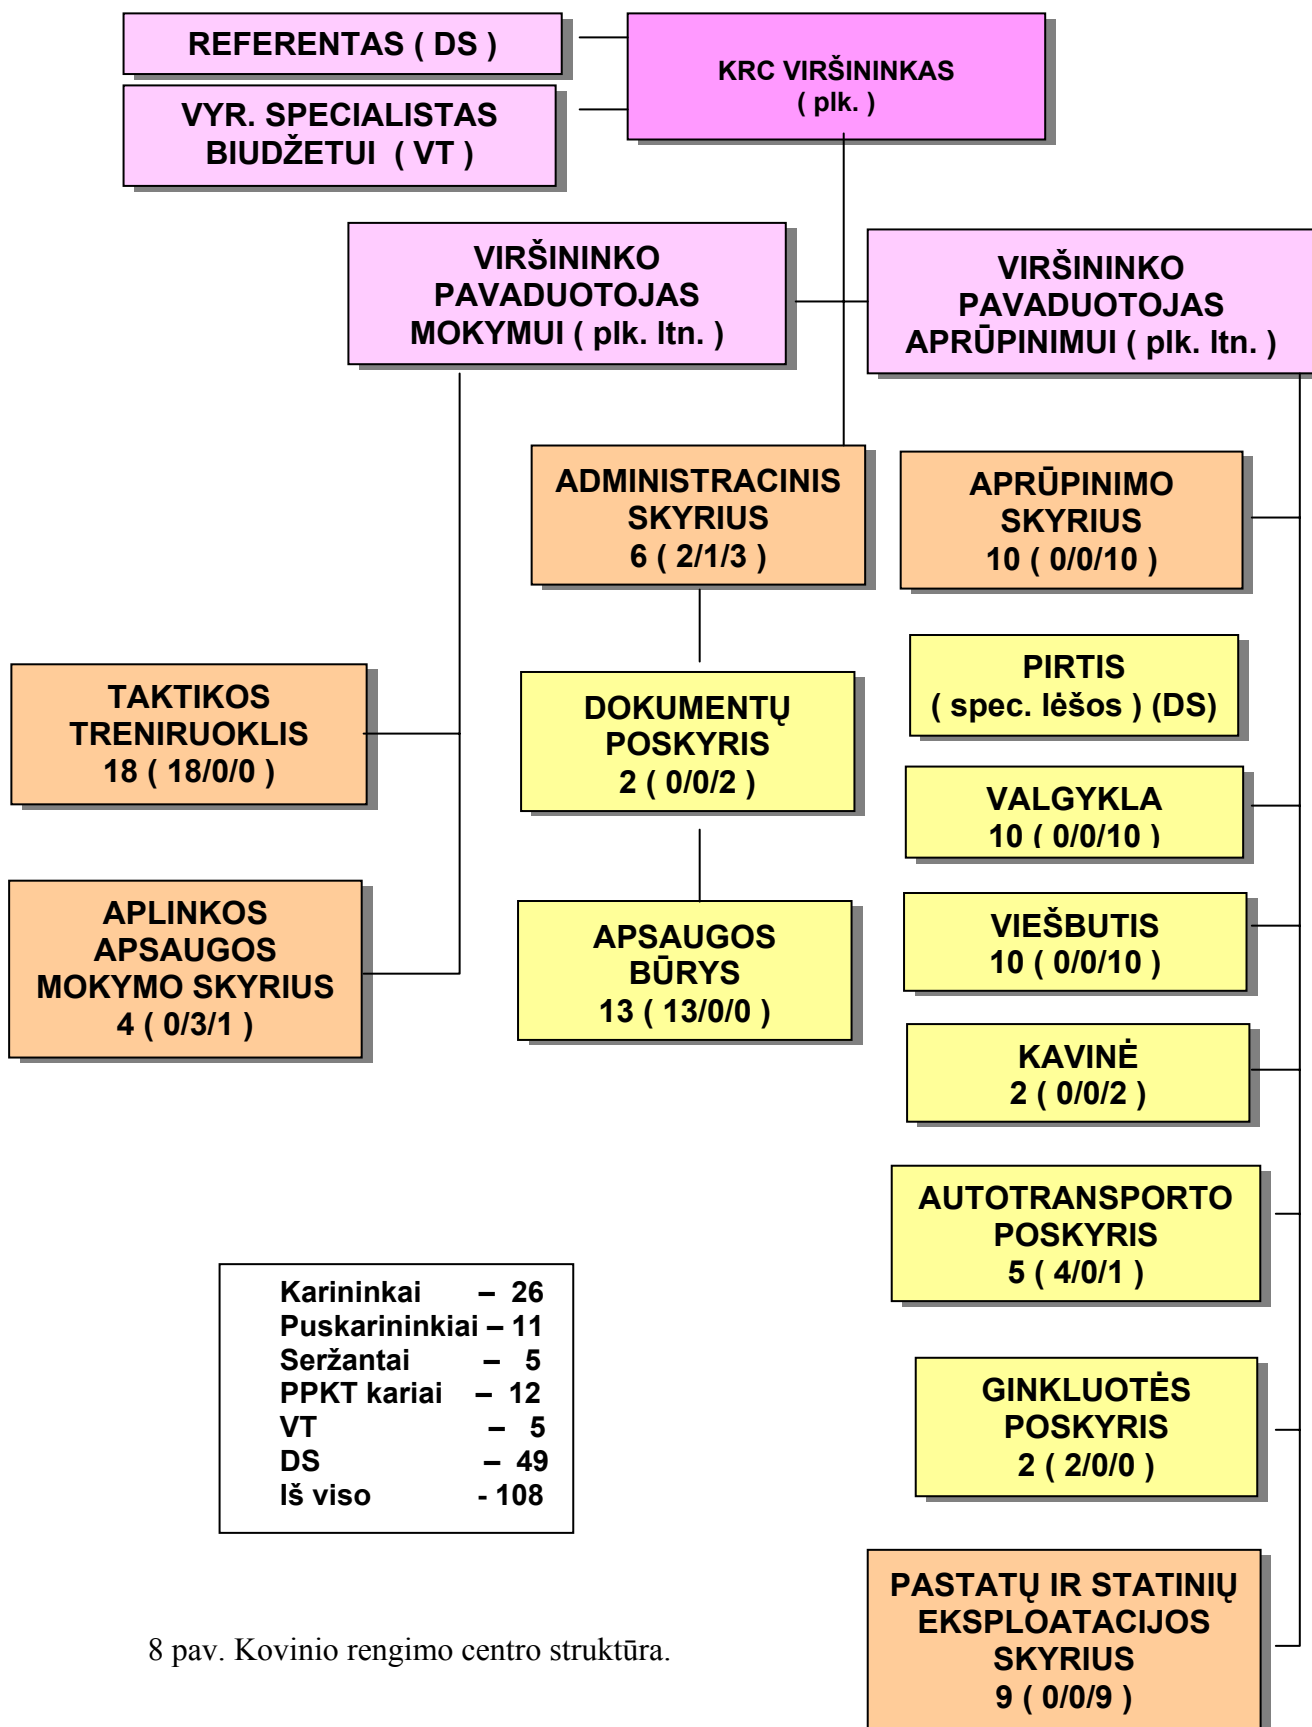 REFERENTAS ( DS )
KRC VIRŠININKAS
( plk. )
VYR. SPECIALISTAS
BIUDŽETUI ( VT )
VIRŠININKO
PAVADUOTOJAS
MOKYMUI ( plk. ltn. )
VIRŠININKO
PAVADUOTOJAS
APRŪPINIMUI ( plk. ltn. )
ADMINISTRACINIS
SKYRIUS
6 ( 2/1/3 )
APRŪPINIMO
SKYRIUS
10 ( 0/0/10 )
TAKTIKOS
TRENIRUOKLIS
18 ( 18/0/0 )
DOKUMENTŲ
POSKYRIS
2 ( 0/0/2 )
PIRTIS
( spec. lėšos ) (DS)
VALGYKLA
10 ( 0/0/10 )
APLINKOS
APSAUGOS
MOKYMO SKYRIUS
4 ( 0/3/1 )
APSAUGOS
BŪRYS
13 ( 13/0/0 )
VIEŠBUTIS
10 ( 0/0/10 )
KAVINĖ
2 ( 0/0/2 )
AUTOTRANSPORTO
POSKYRIS
5 ( 4/0/1 )
Karininkai – 26
Puskarininkiai – 11
Seržantai – 5
PPKT kariai – 12
VT – 5
DS – 49
Iš viso - 108
GINKLUOTĖS
POSKYRIS
2 ( 2/0/0 )
PASTATŲ IR STATINIŲ
EKSPLOATACIJOS
SKYRIUS
9 ( 0/0/9 )
8 pav. Kovinio rengimo centro struktūra.